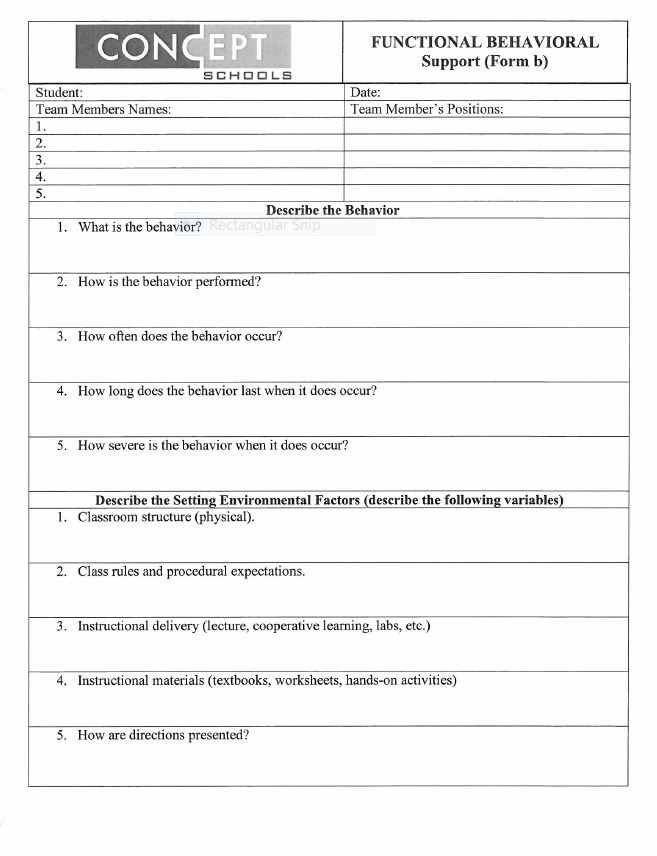 CONCEPT
SCHOOLS
FUNCTIONAL BEHAVIORAL
Support (Form b)
Student:
Date:
Team Members Names:
Team Member's Positions:
1.
2.
3.
4.
5.
Describe the Behavior
1. What is the behavior?
Rectangular Snip
2. How is the behavior performed?
3. How often does the behavior occur?
4. How long does the behavior last when it does occur?
5. How severe is the behavior when it does occur?
Describe the Setting Environmental Factors (describe the following variables)
1. Classroom structure (physical).
2. Class rules and procedural expectations.
3. Instructional delivery (lecture, cooperative learning, labs, etc.)
4. Instructional materials (textbooks, worksheets, hands-on activities)
5. How are directions presented?